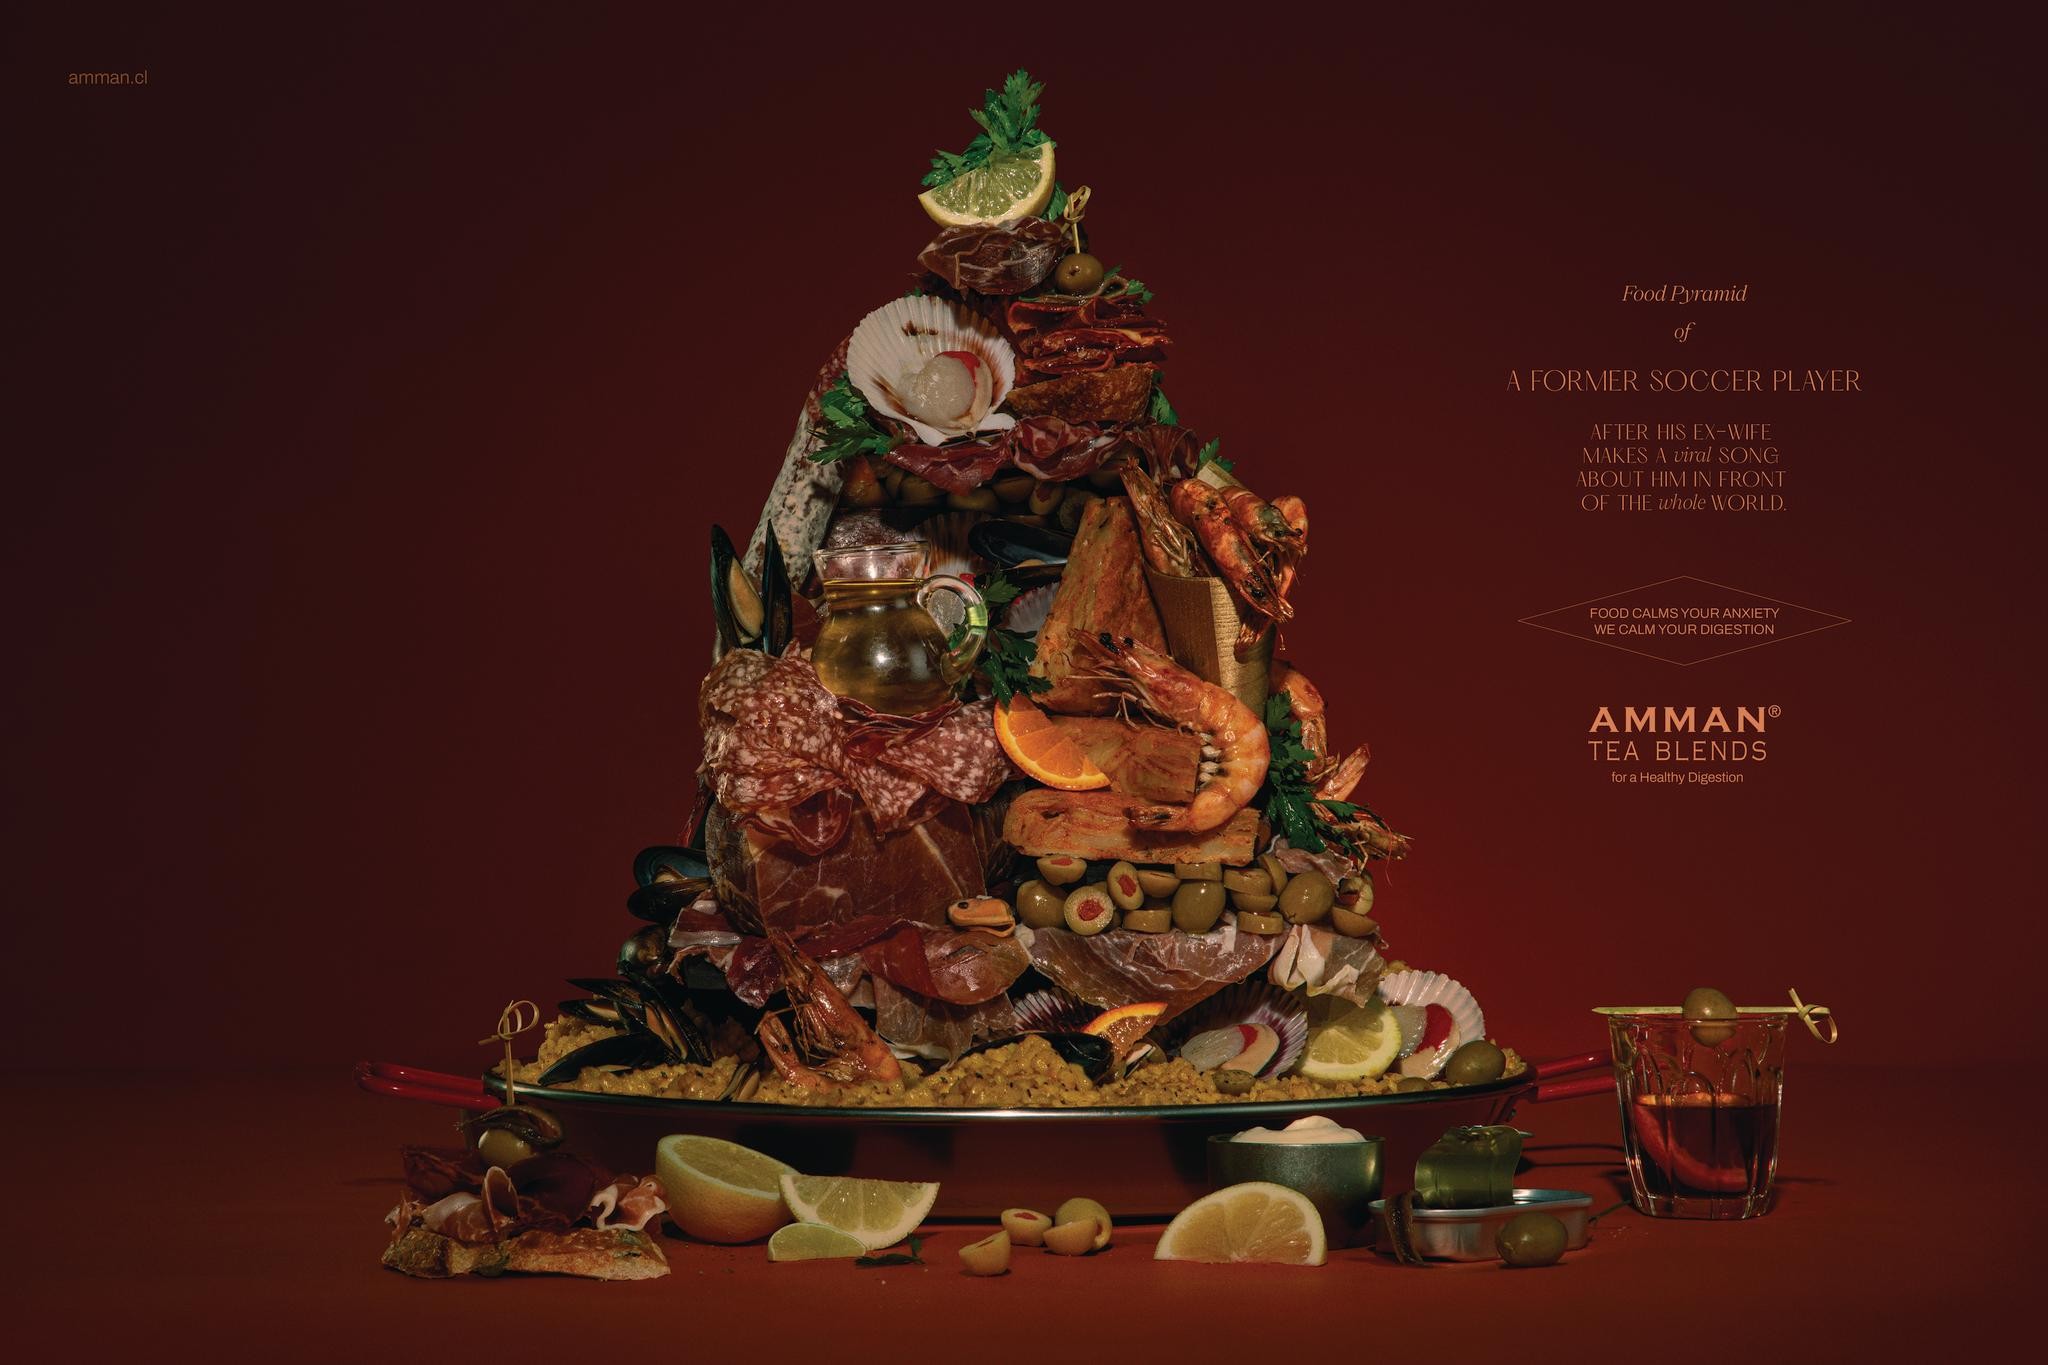 amman.cl
Food Pyramid
of
A FORMER SOCCER PLAYER
AFTER HIS EX-WIFE
MAKES A viral SONG
ABOUT HIM IN FRONT
OF THE whole WORLD.
FOOD CALMS YOUR ANXIETY
WE CALM YOUR DIGESTION
AMMAN®
TEA BLENDS
for a Healthy Digestion